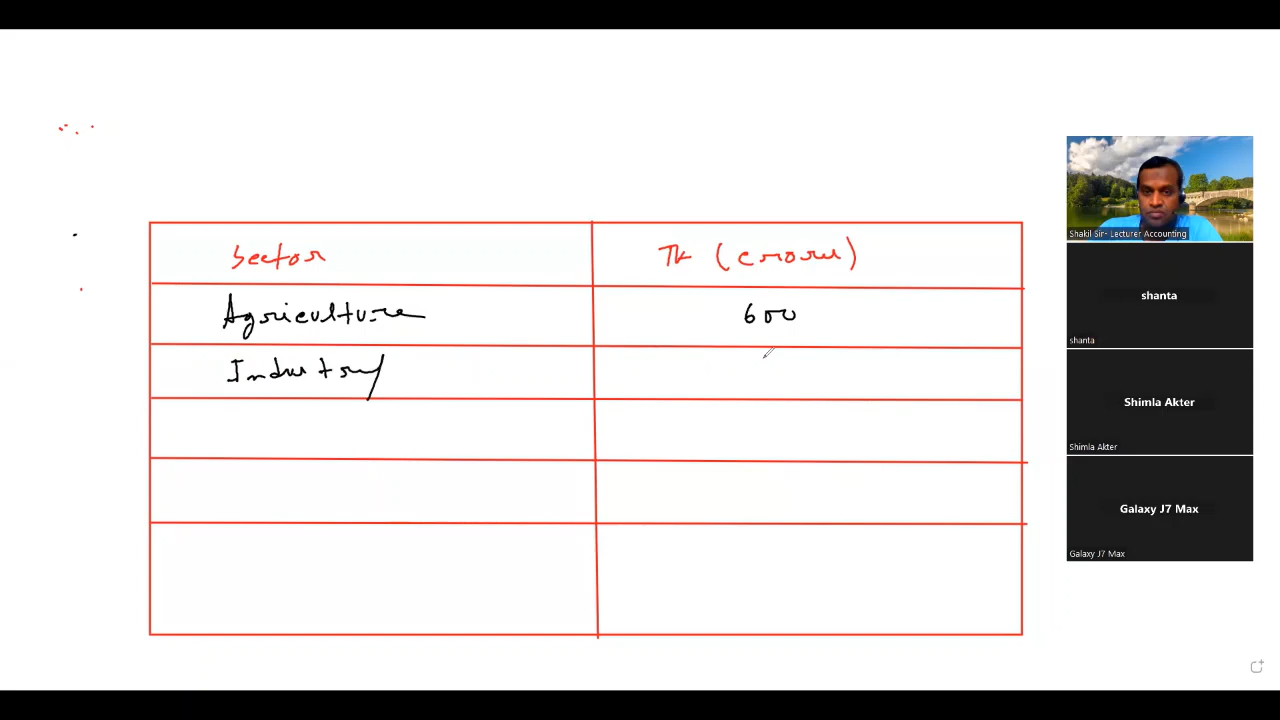 Sector Tk (crore)
Agriculture 600
Industry
Shakil Sir- Lecturer Accounting
shanta
shanta
Shimla Akter
Shimla Akter
Galaxy J7 Max
Galaxy J7 Max